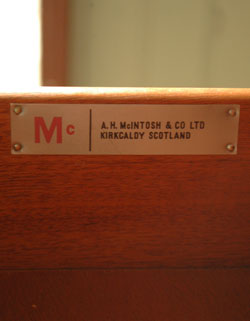 Mc
A.H. McINTOSH & CO LTD
KIRKCALDY SCOTLAND